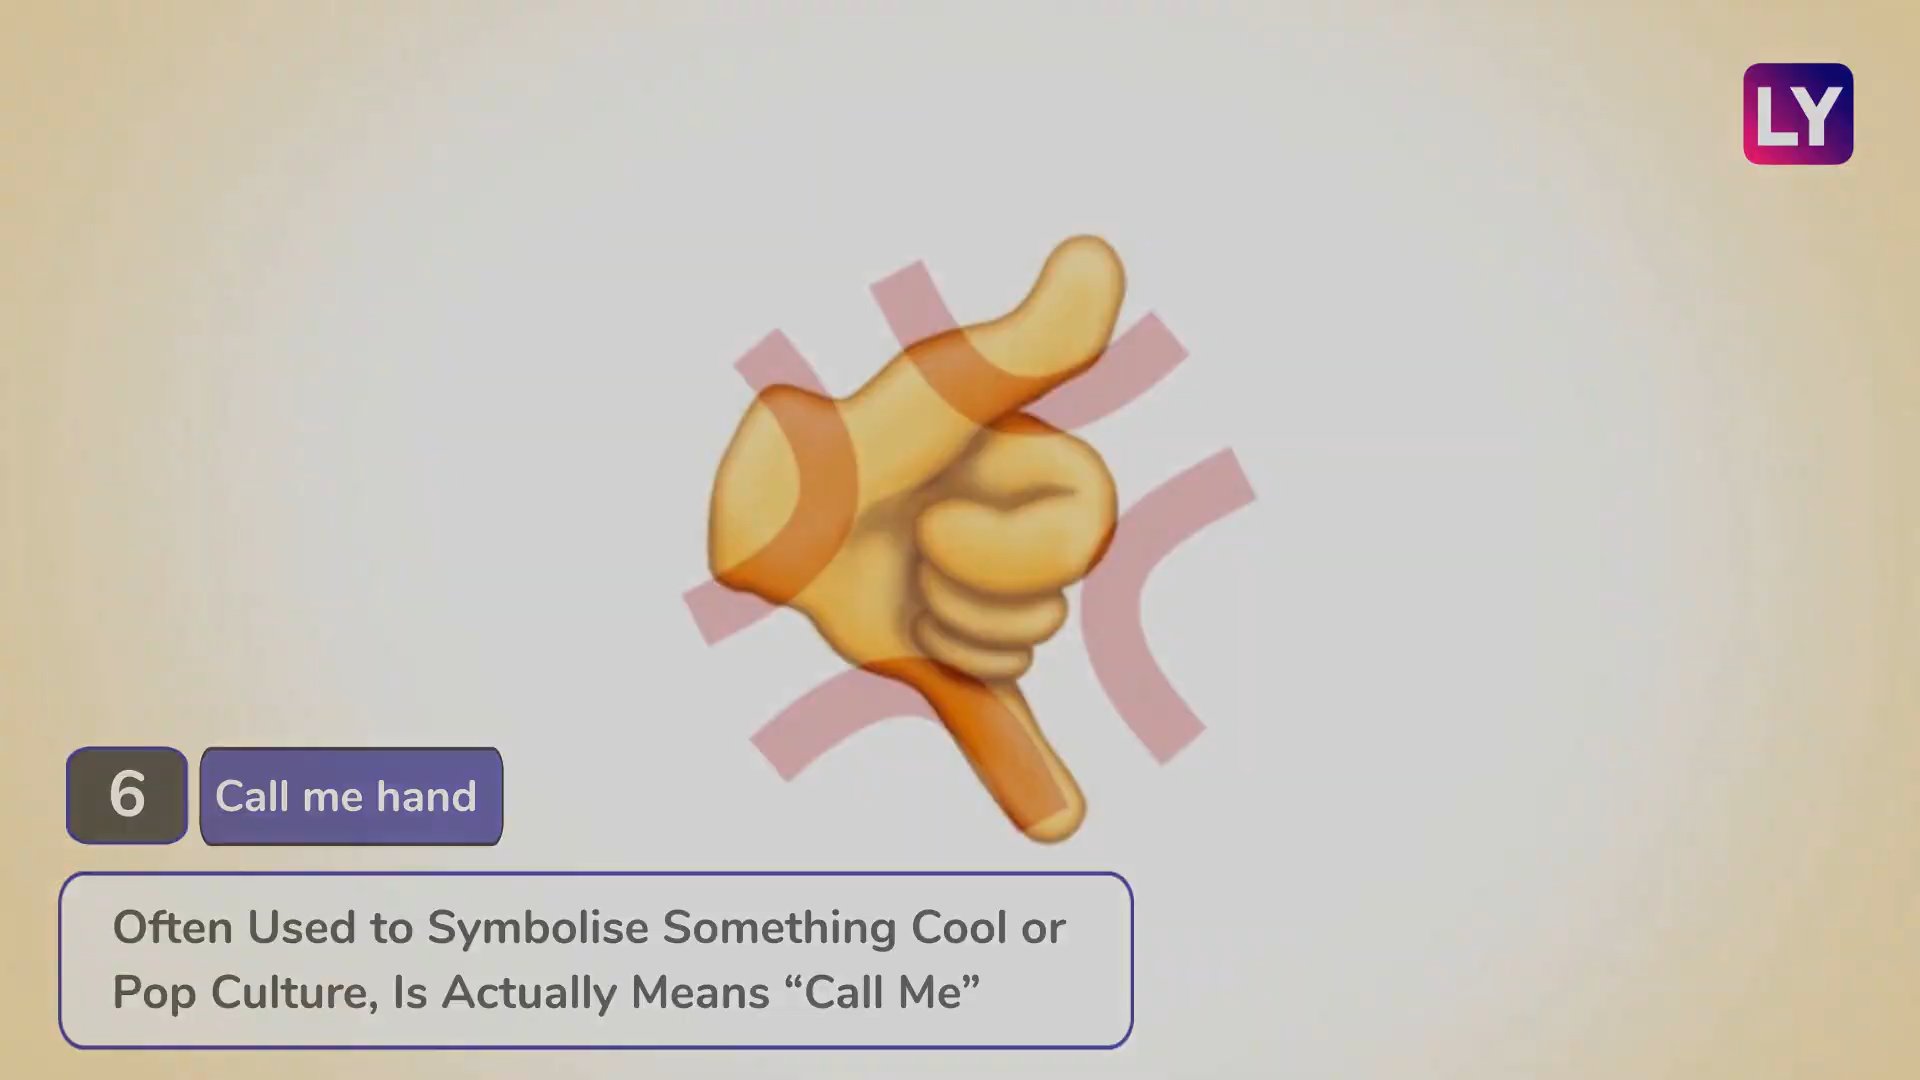 LY
6
Call me hand
Often Used to Symbolise Something Cool or
Pop Culture, Is Actually Means “Call Me”